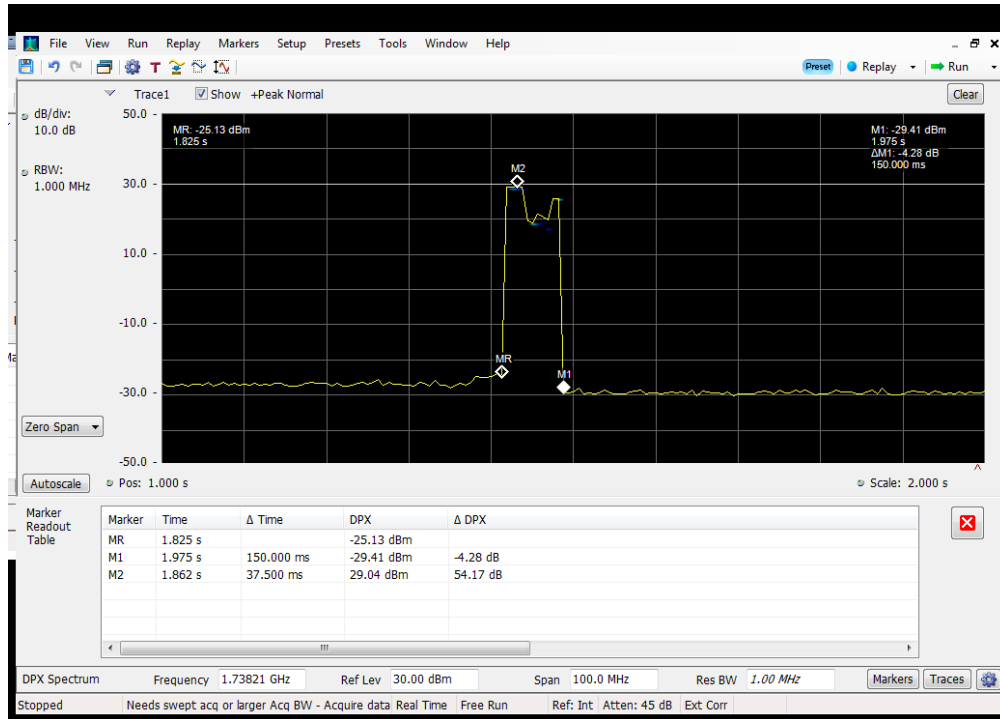 File View Run Replay Markers Setup Presets Tools Window Help
Preset Replay Run
Trace1 Show +Peak Normal Clear
dB/div:
10.0 dB
RBW:
1.000 MHz
50.0
30.0
10.0
-10.0
-30.0
-50.0
MR: -25.13 dBm
1.825 s
M1: -29.41 dBm
1.975 s
ΔM1: -4.28 dB
150.000 ms
M2
MR
M1
Zero Span
Autoscale Pos: 1.000 s Scale: 2.000 s
Marker
Readout
Table
Marker Time Δ Time DPX Δ DPX
MR 1.825 s -25.13 dBm
M1 1.975 s 150.000 ms -29.41 dBm -4.28 dB
M2 1.862 s 37.500 ms 29.04 dBm 54.17 dB
DPX Spectrum Frequency 1.73821 GHz Ref Lev 30.00 dBm Span 100.0 MHz Res BW 1.00 MHz Markers Traces
Stopped Needs swept acq or larger Acq BW - Acquire data Real Time Free Run Ref: Int Atten: 45 dB Ext Corr